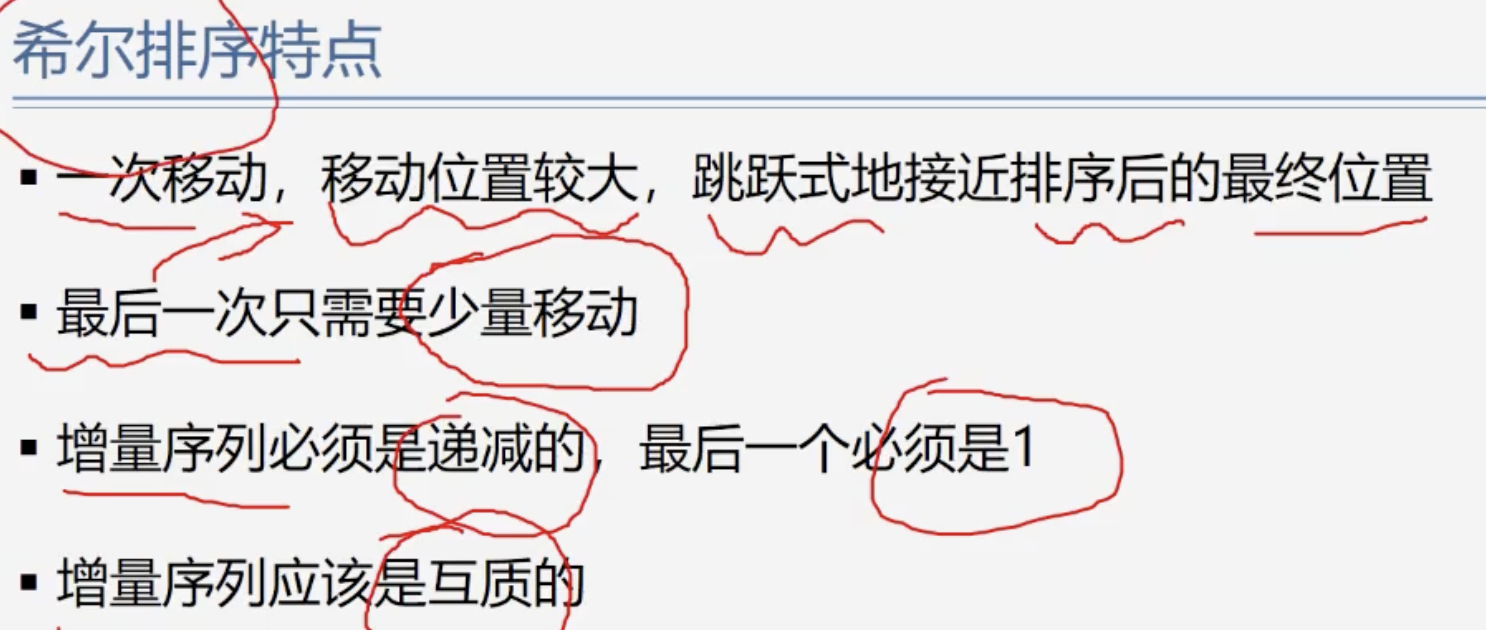 希尔排序特点
▪ 一次移动，移动位置较大，跳跃式地接近排序后的最终位置
▪ 最后一次只需要少量移动
▪ 增量序列必须是递减的，最后一个必须是1
▪ 增量序列应该是互质的